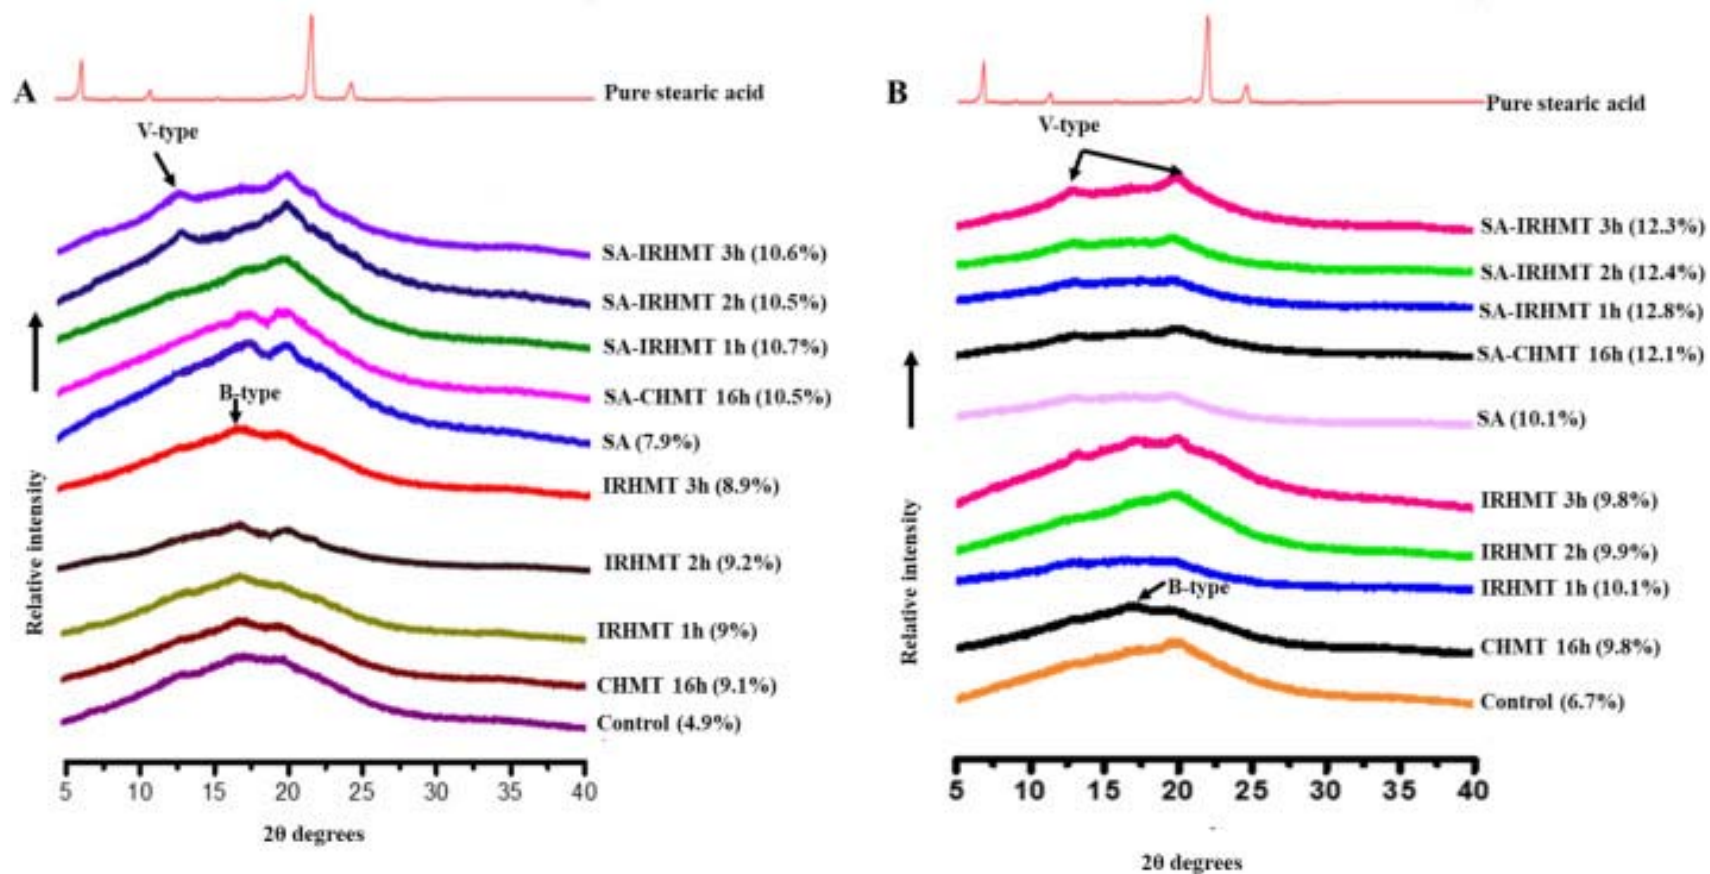 A
Pure stearic acid
V-type
SA-IRHMT 3h (10.6%)
SA-IRHMT 2h (10.5%)
SA-IRHMT 1h (10.7%)
SA-CHMT 16h (10.5%)
B-type
SA (7.9%)
IRHMT 3h (8.9%)
IRHMT 2h (9.2%)
IRHMT 1h (9%)
CHMT 16h (9.1%)
Control (4.9%)
Relative intensity
5 10 15 20 25 30 35 40
2θ degrees
B
Pure stearic acid
V-type
SA-IRHMT 3h (12.3%)
SA-IRHMT 2h (12.4%)
SA-IRHMT 1h (12.8%)
SA-CHMT 16h (12.1%)
SA (10.1%)
IRHMT 3h (9.8%)
IRHMT 2h (9.9%)
IRHMT 1h (10.1%)
B-type
CHMT 16h (9.8%)
Control (6.7%)
Relative intensity
5 10 15 20 25 30 35 40
2θ degrees